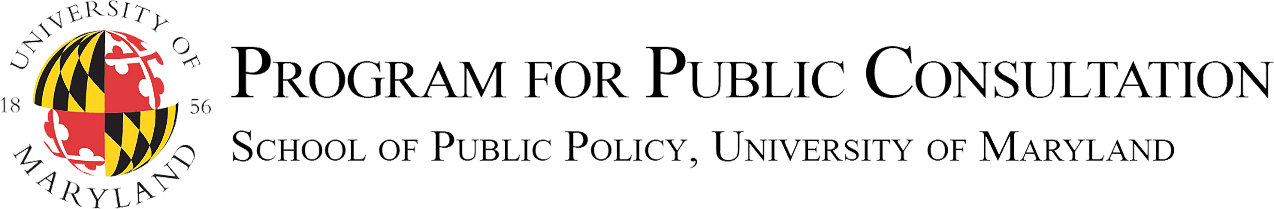 UNIVERSITY OF
18 56
MARYLAND
PROGRAM FOR PUBLIC CONSULTATION
SCHOOL OF PUBLIC POLICY, UNIVERSITY OF MARYLAND